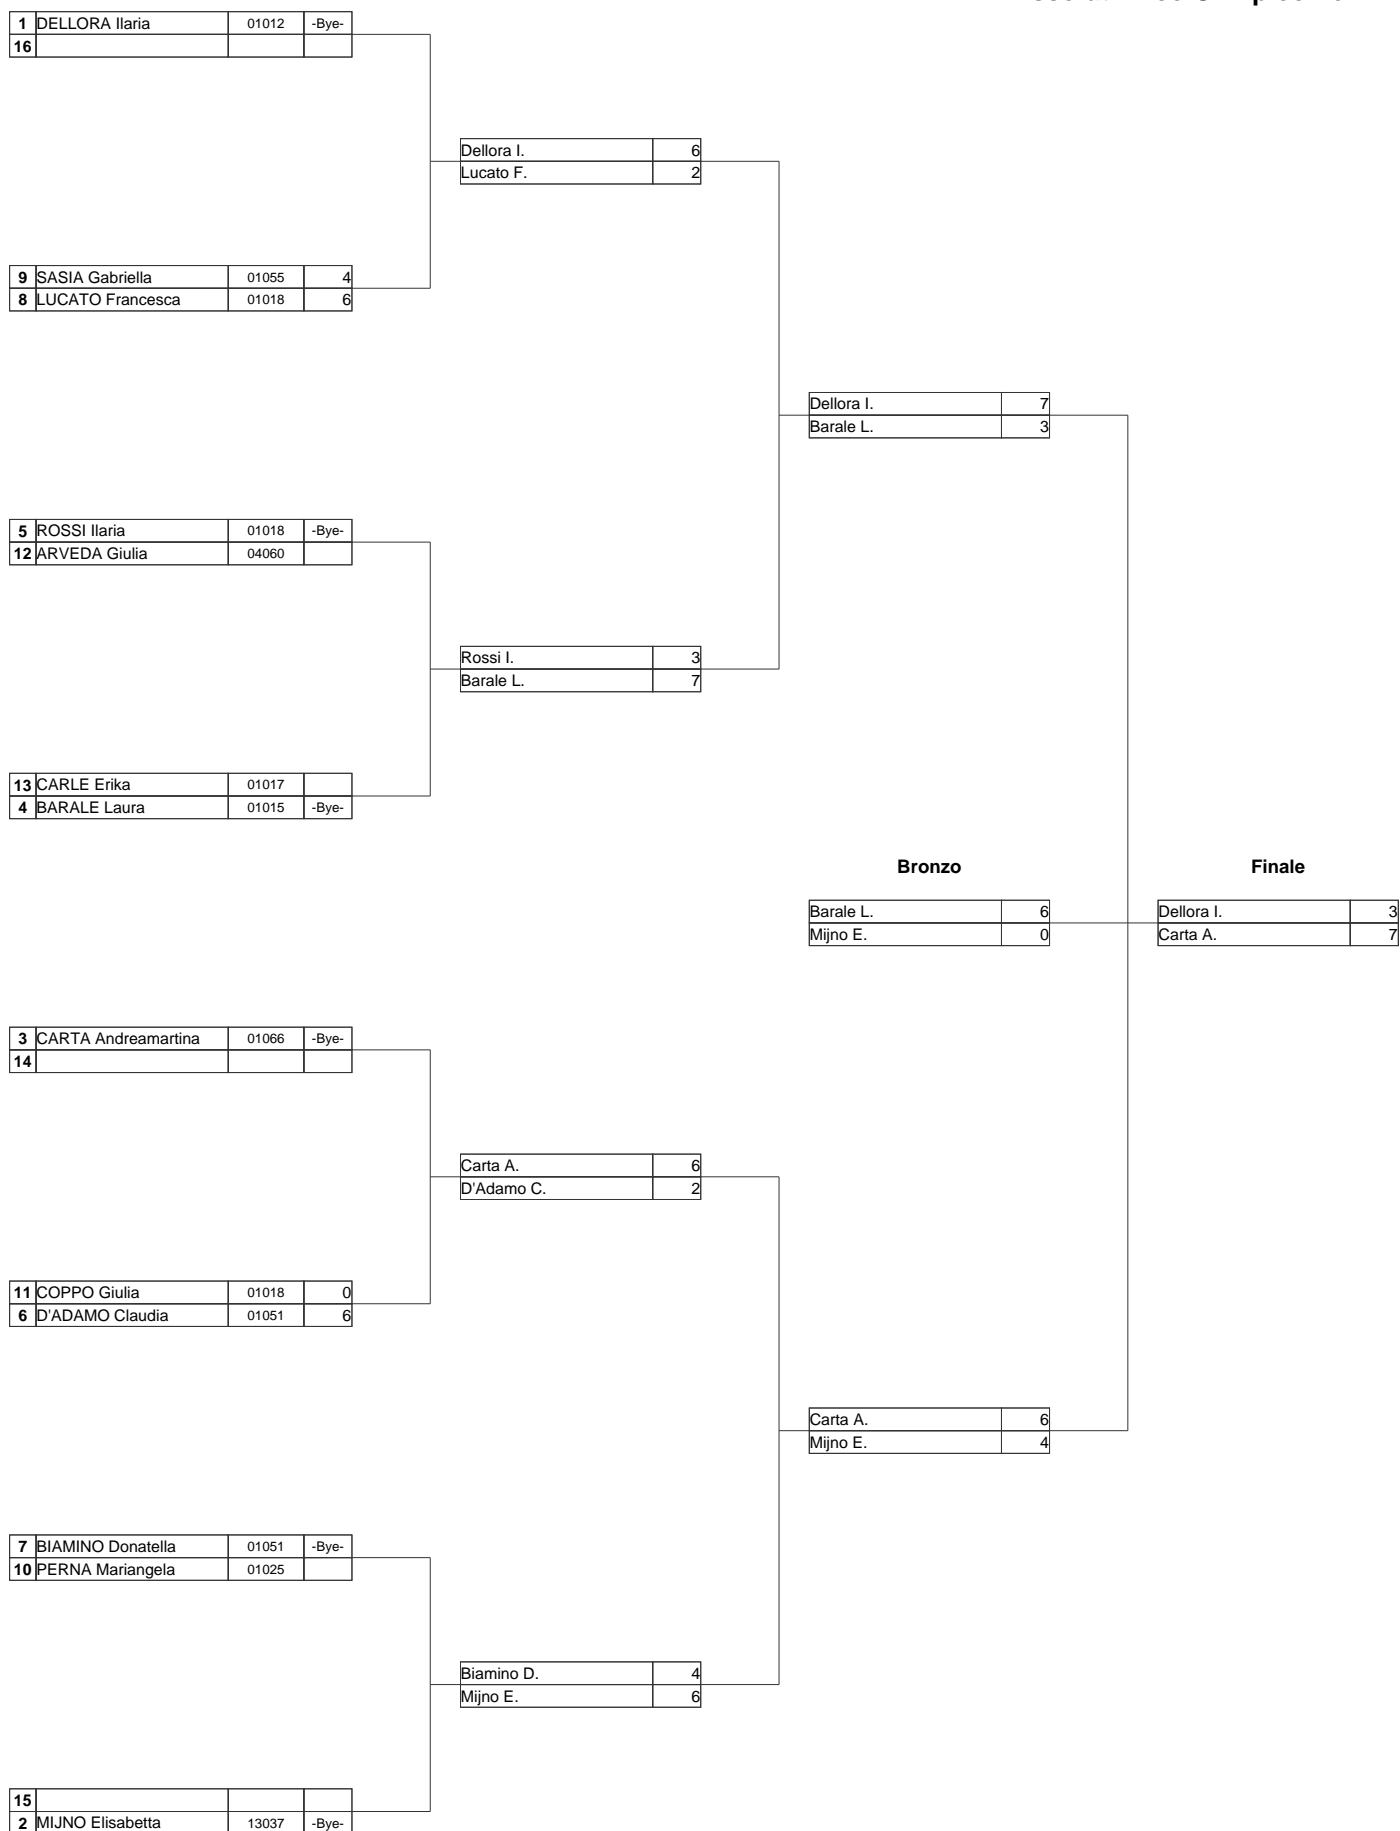 1 DELLORA Ilaria 01012 -Bye-
16
Dellora I. 6
Lucato F. 2
9 SASIA Gabriella 01055 4
8 LUCATO Francesca 01018 6
Dellora I. 7
Barale L. 3
5 ROSSI Ilaria 01018 -Bye-
12 ARVEDA Giulia 04060
Rossi I. 3
Barale L. 7
13 CARLE Erika 01017
4 BARALE Laura 01015 -Bye-
Bronzo Finale
Barale L. 6 Dellora I. 3
Mijno E. 0 Carta A. 7
3 CARTA Andreamartina 01066 -Bye-
14
Carta A. 6
D'Adamo C. 2
11 COPPO Giulia 01018 0
6 D'ADAMO Claudia 01051 6
Carta A. 6
Mijno E. 4
7 BIAMINO Donatella 01051 -Bye-
10 PERNA Mariangela 01025
Biamino D. 4
Mijno E. 6
15
2 MIJNO Elisabetta 13037 -Bye-